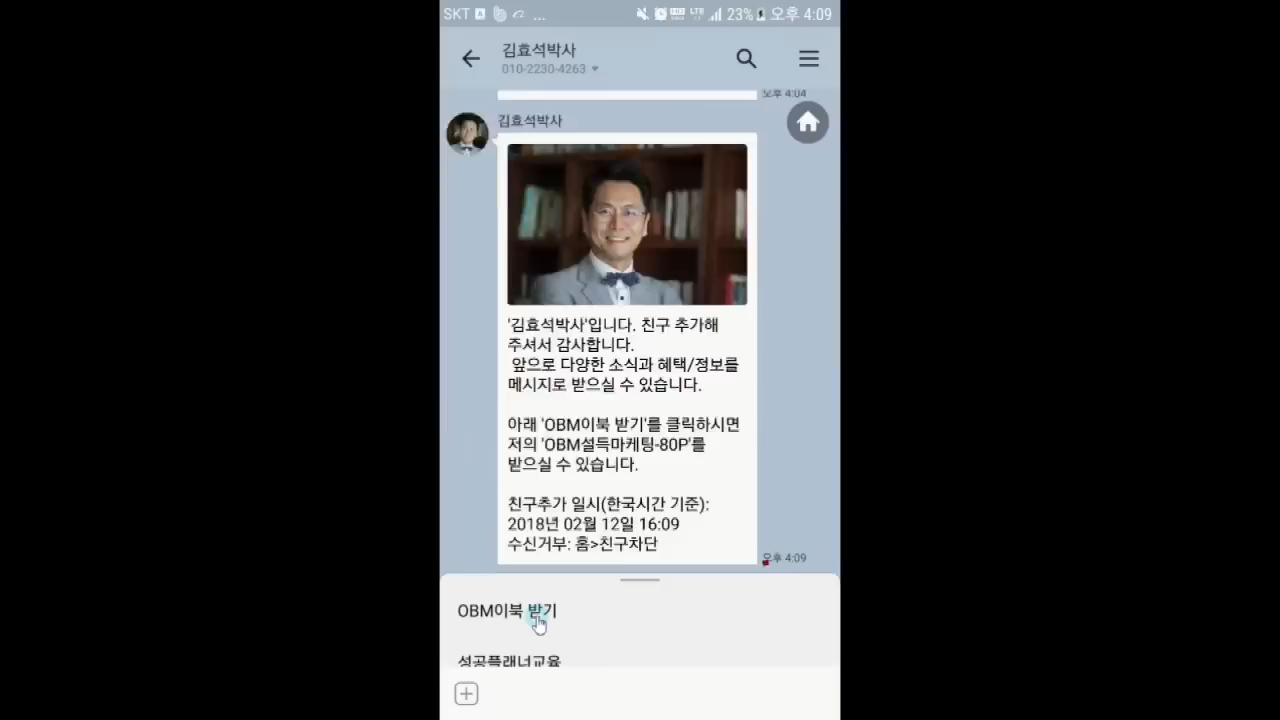 SKT
...
LTE
23%
오후 4:09
김효석박사
010-2230-4263
오후 4:04
김효석박사
'김효석박사'입니다. 친구 추가해
주셔서 감사합니다.
앞으로 다양한 소식과 혜택/정보를
메시지로 받으실 수 있습니다.
아래 'OBM이북 받기'를 클릭하시면
저의 'OBM설득마케팅-80P'를
받으실 수 있습니다.
친구추가 일시(한국시간 기준):
2018년 02월 12일 16:09
수신거부: 홈>친구차단
오후 4:09
OBM이북 받기
성공플래너교육